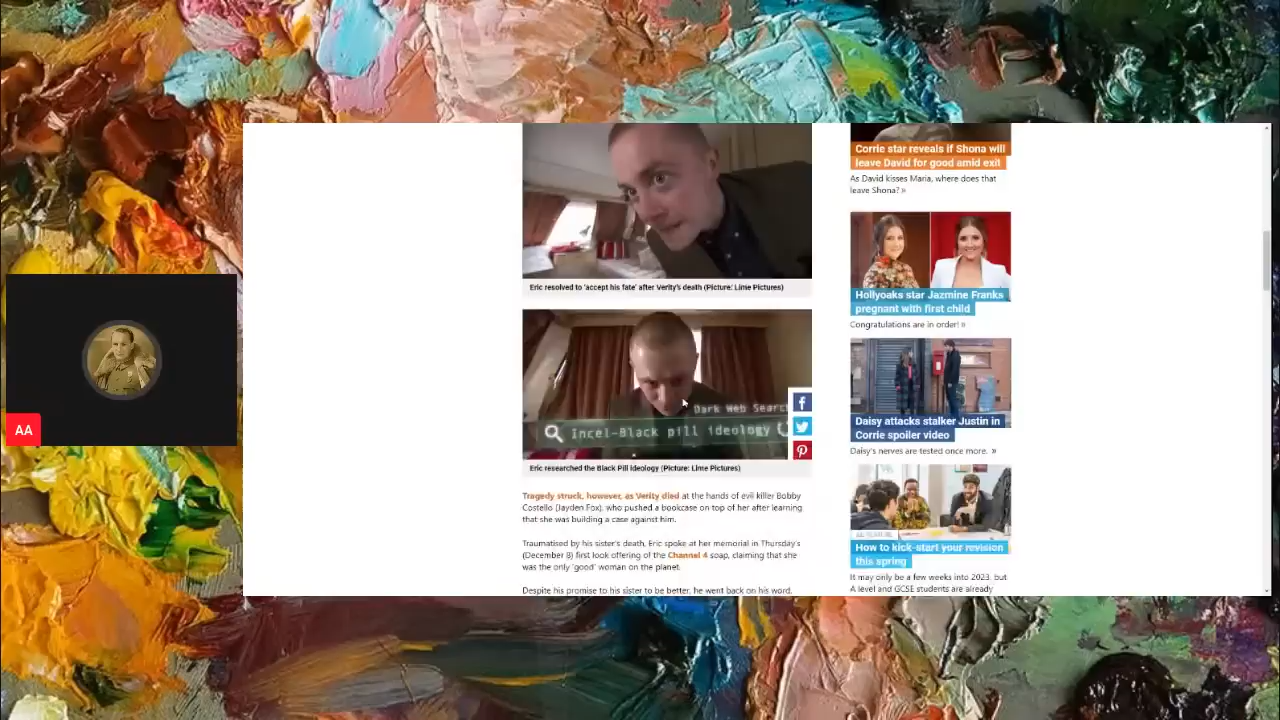 Eric resolved to 'accept his fate' after Verity's death (Picture: Lime Pictures)
Dark Web Searc
Incel-Black pill ideology
Eric researched the Black Pill Ideology (Picture: Lime Pictures)
Tragedy struck, however, as Verity died at the hands of evil killer Bobby
Costello (Jayden Fox), who pushed a bookcase on top of her after learning
that she was building a case against him.
Traumatised by his sister's death, Eric spoke at her memorial in Thursday's
(December 8) first look offering of the Channel 4 soap, claiming that she
was the only 'good' woman on the planet.
Despite his promise to his sister to be better, he went back on his word,
Corrie star reveals if Shona will
leave David for good amid exit
As David kisses Maria, where does that
leave Shona? »
Hollyoaks star Jazmine Franks
pregnant with first child
Congratulations are in order! »
Daisy attacks stalker Justin in
Corrie spoiler video
Daisy's nerves are tested once more. »
How to kick-start your revision
this spring
It may only be a few weeks into 2023, but
A level and GCSE students are already
AA